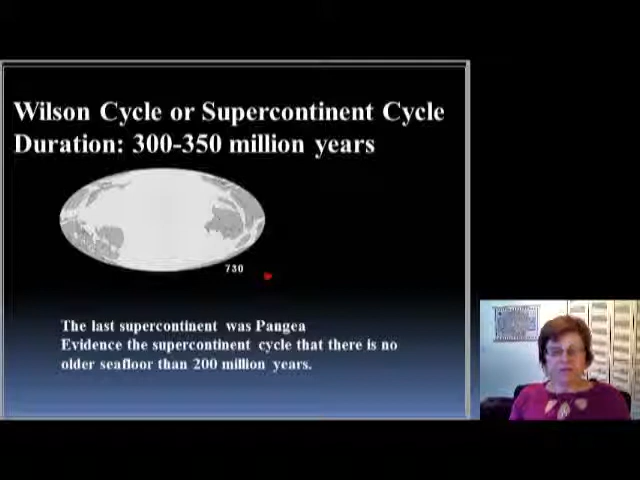 Wilson Cycle or Supercontinent Cycle
Duration: 300-350 million years
730
The last supercontinent was Pangea
Evidence the supercontinent cycle that there is no
older seafloor than 200 million years.